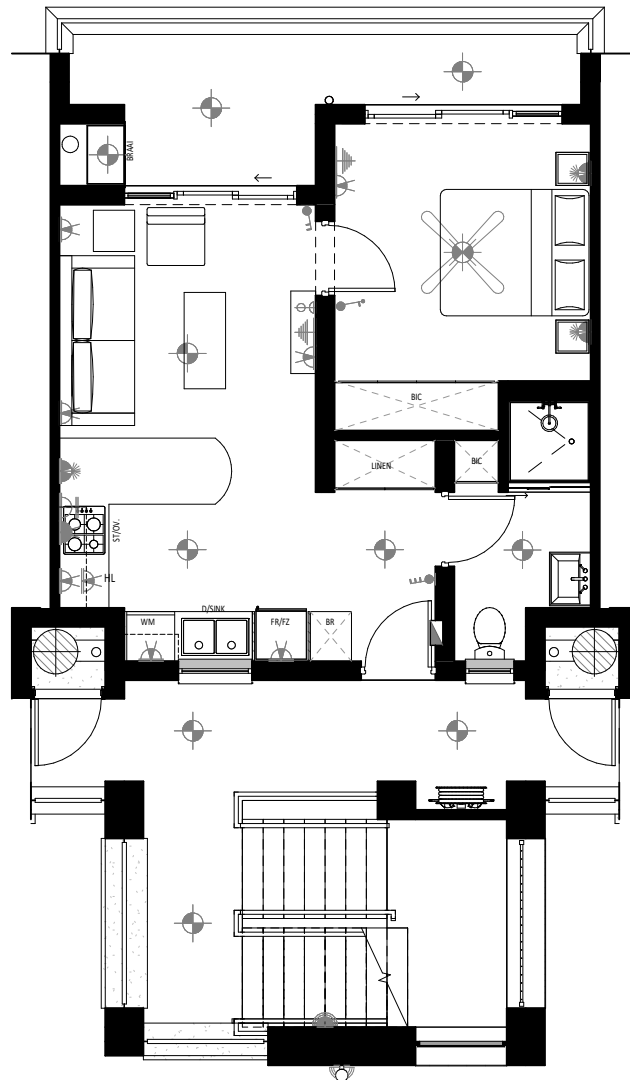 BRAAI
BIC
LINEN
BIC
ST/OV.
HL
D/SINK
WM
FR/FZ
BR